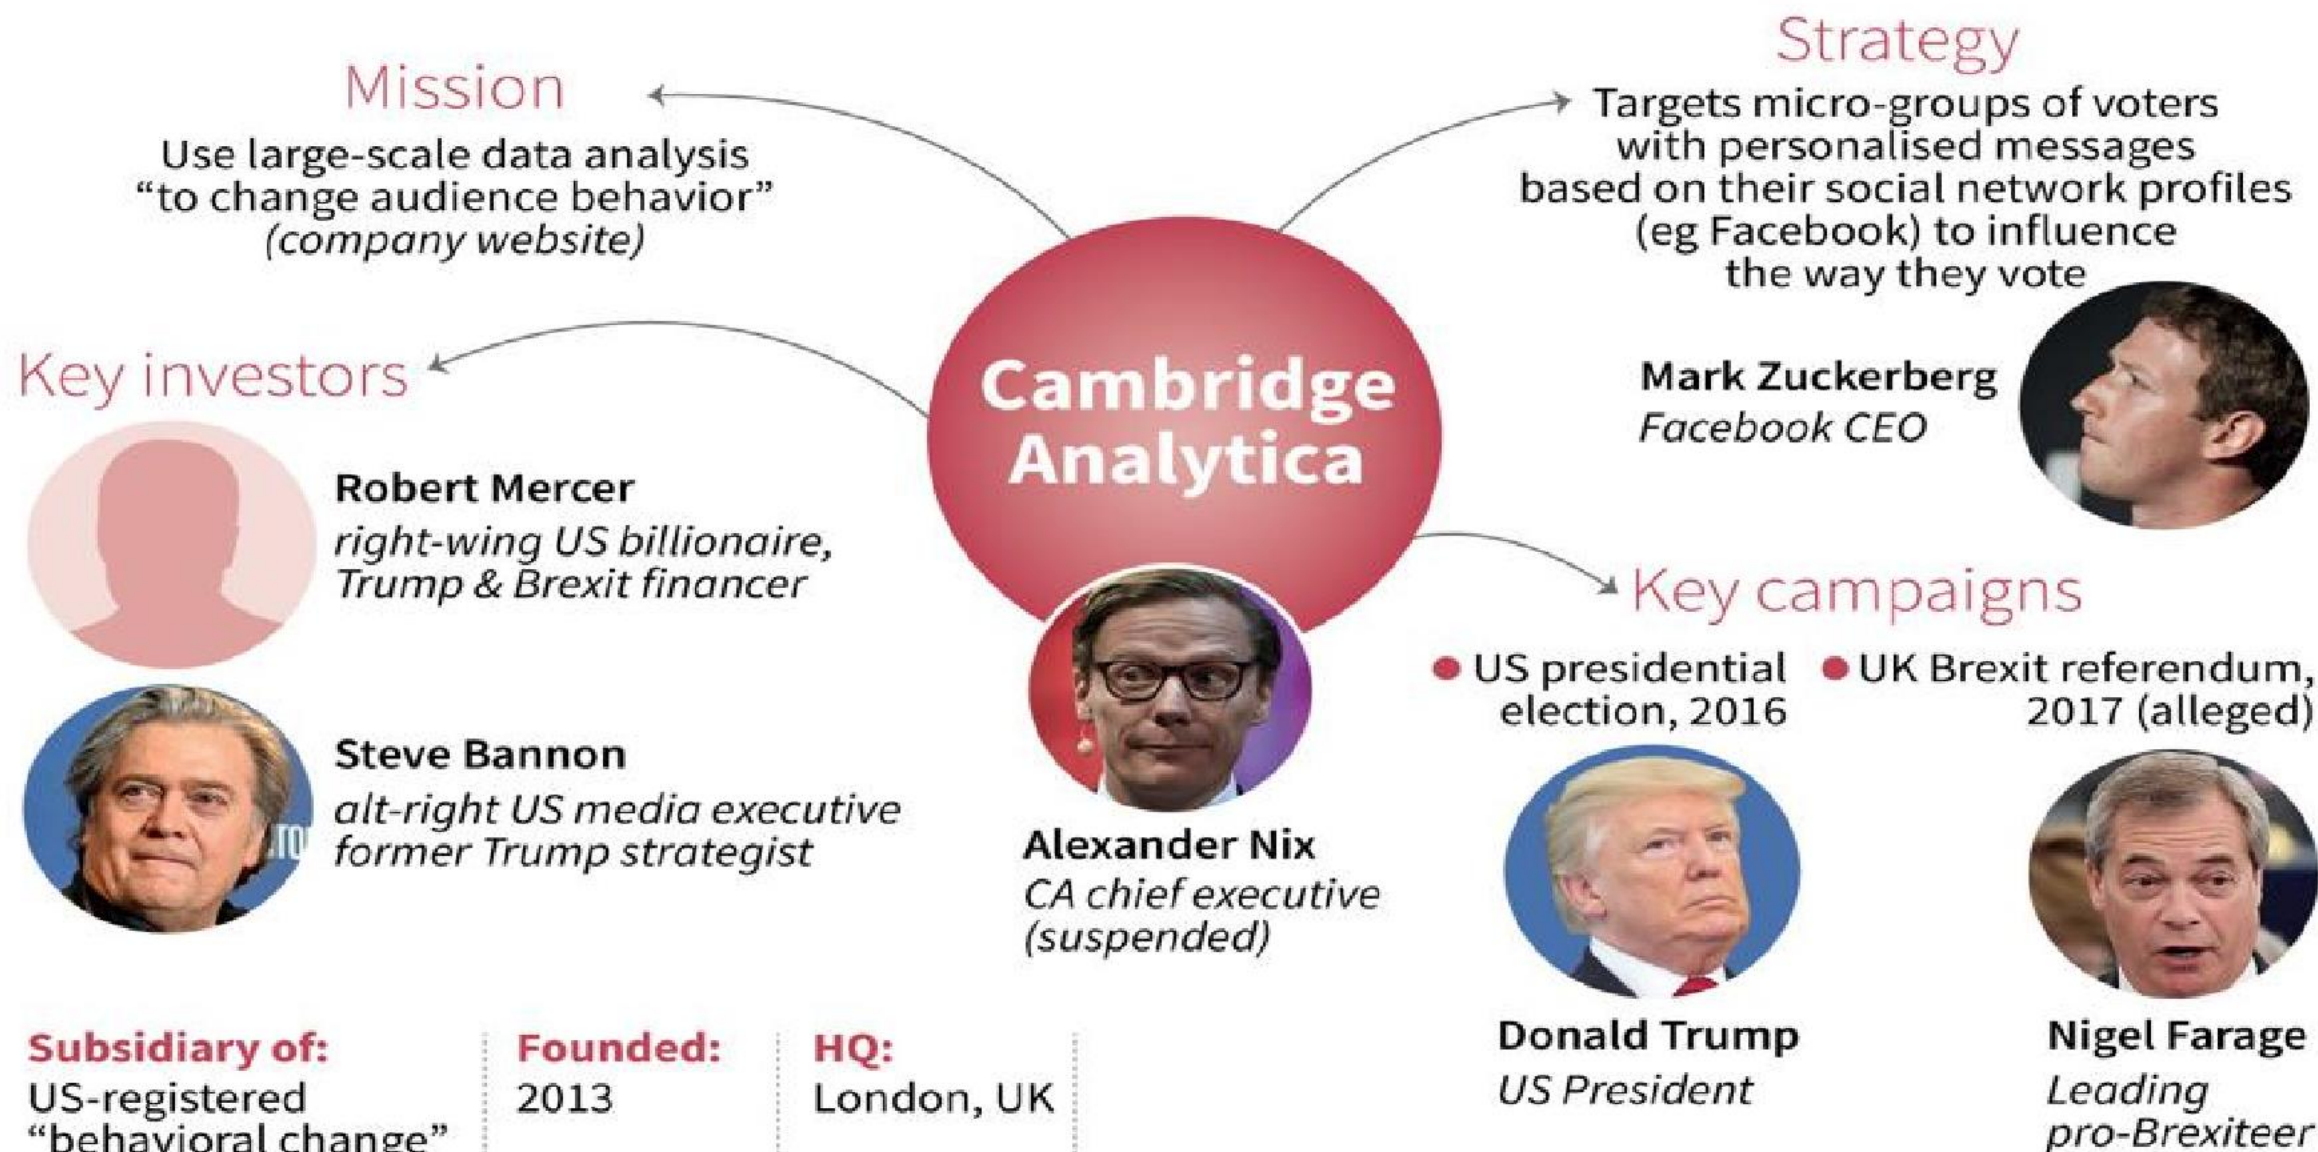 Mission
Use large-scale data analysis
“to change audience behavior”
(company website)
Strategy
Targets micro-groups of voters
with personalised messages
based on their social network profiles
(eg Facebook) to influence
the way they vote
Mark Zuckerberg
Facebook CEO
Key investors
Robert Mercer
right-wing US billionaire,
Trump & Brexit financer
Steve Bannon
alt-right US media executive
former Trump strategist
Cambridge
Analytica
Alexander Nix
CA chief executive
(suspended)
Key campaigns
• US presidential
election, 2016
• UK Brexit referendum,
2017 (alleged)
Donald Trump
US President
Nigel Farage
Leading
pro-Brexiteer
Subsidiary of:
US-registered
“behavioral change”
Founded:
2013
HQ:
London, UK